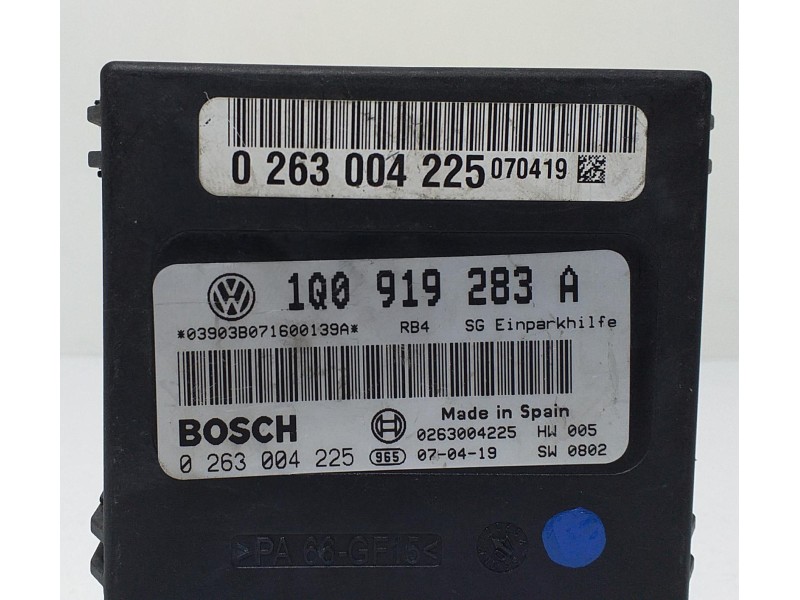 0 263 004 225 070419
VW 1Q0 919 283 A
*03903B071600139A* RB4 SG Einparkhilfe
Made in Spain
BOSCH 0263004225 HW 005
0 263 004 225 965 07-04-19 SW 0802
>PA 66-GF15<